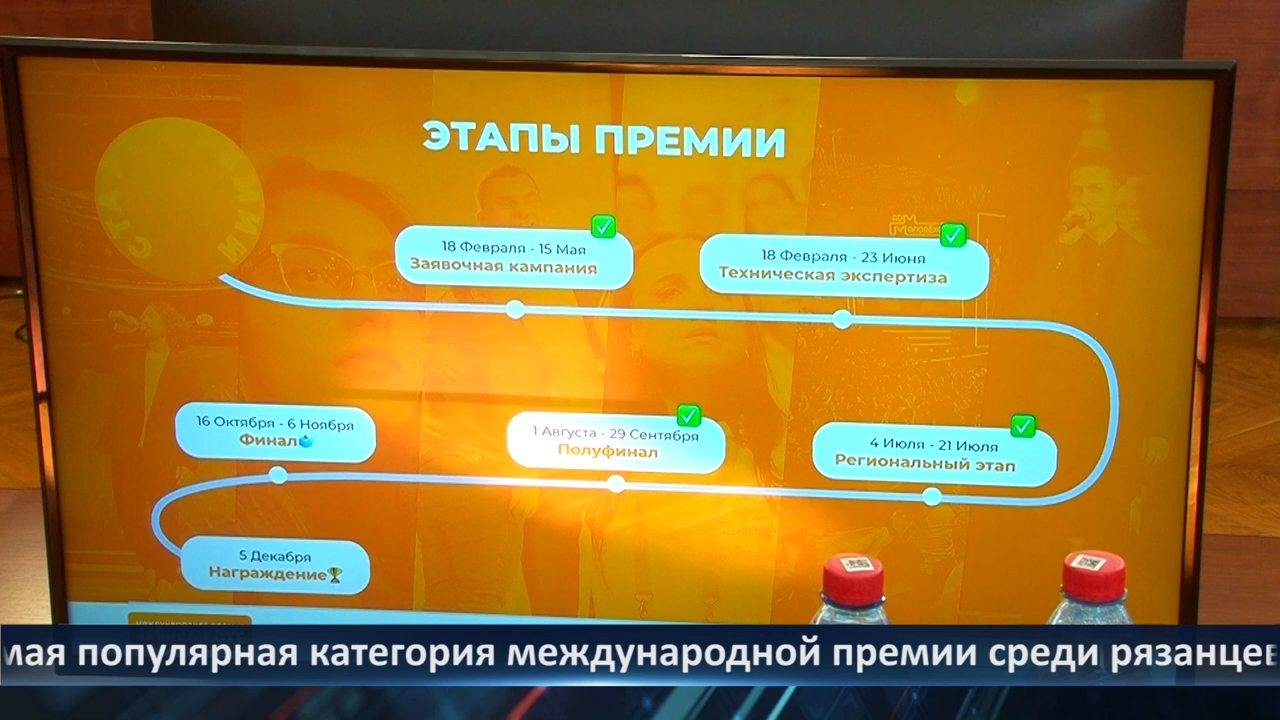 ЭТАПЫ ПРЕМИИ
18 Февраля - 15 Мая
Заявочная кампания
18 Февраля - 23 Июня
Техническая экспертиза
16 Октября - 6 Ноября
Финал
1 Августа - 29 Сентября
Полуфинал
4 Июля - 21 Июля
Региональный этап
5 Декабря
Награждение
мая популярная категория международной премии среди рязанцев